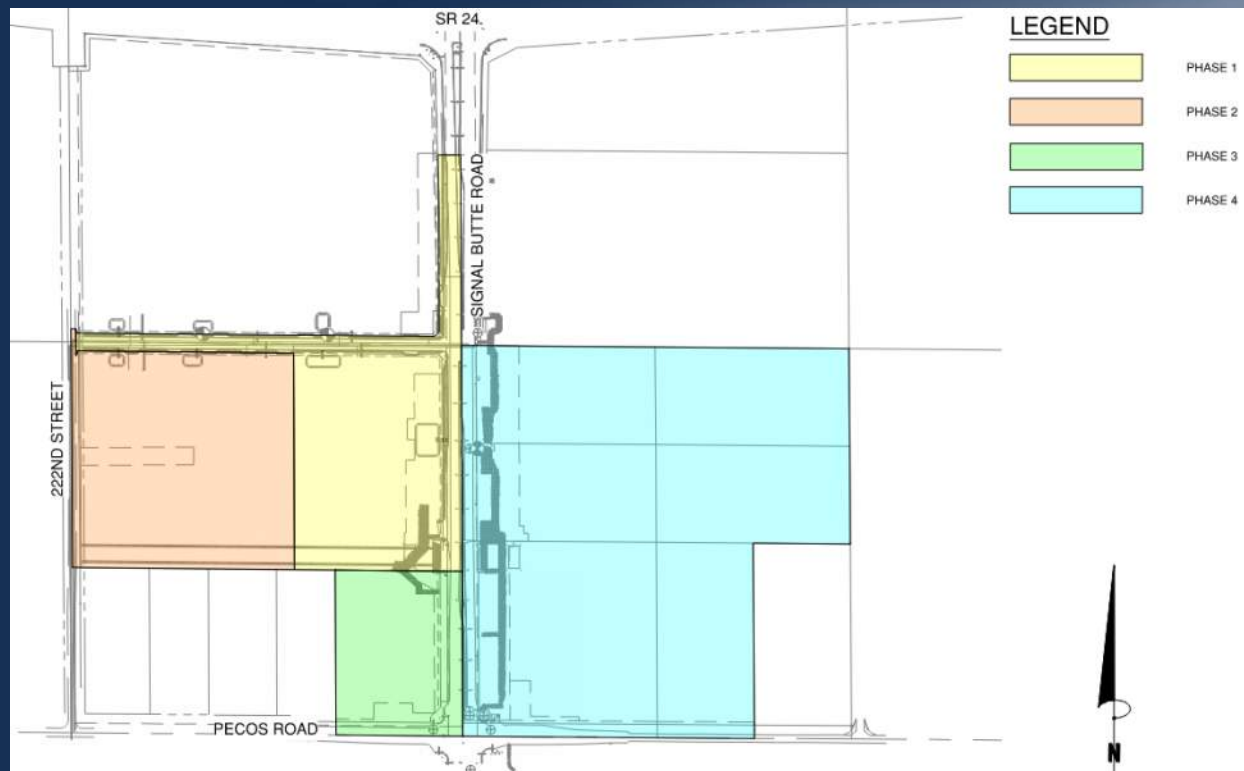 SR 24.
LEGEND
PHASE 1
PHASE 2
PHASE 3
PHASE 4
SIGNAL BUTTE ROAD
222ND STREET
PECOS ROAD
N